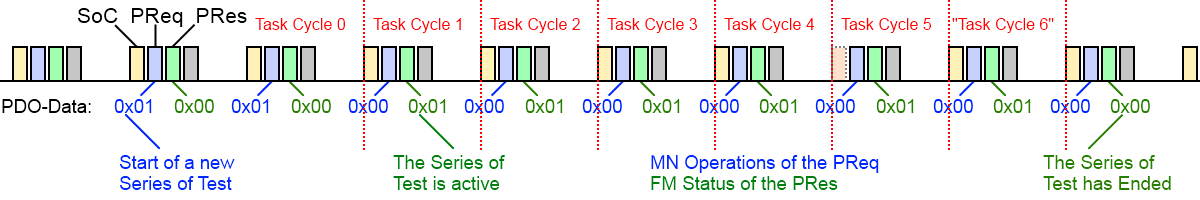 SoC PReq PRes
Task Cycle 0 Task Cycle 1 Task Cycle 2 Task Cycle 3 Task Cycle 4 Task Cycle 5 "Task Cycle 6"
PDO-Data: 0x01 0x00 0x01 0x00 0x00 0x01 0x00 0x01 0x00 0x01 0x00 0x01 0x00 0x01 0x00 0x01 0x00 0x00
Start of a new
Series of Test
The Series of
Test is active
MN Operations of the PReq
FM Status of the PRes
The Series of
Test has Ended